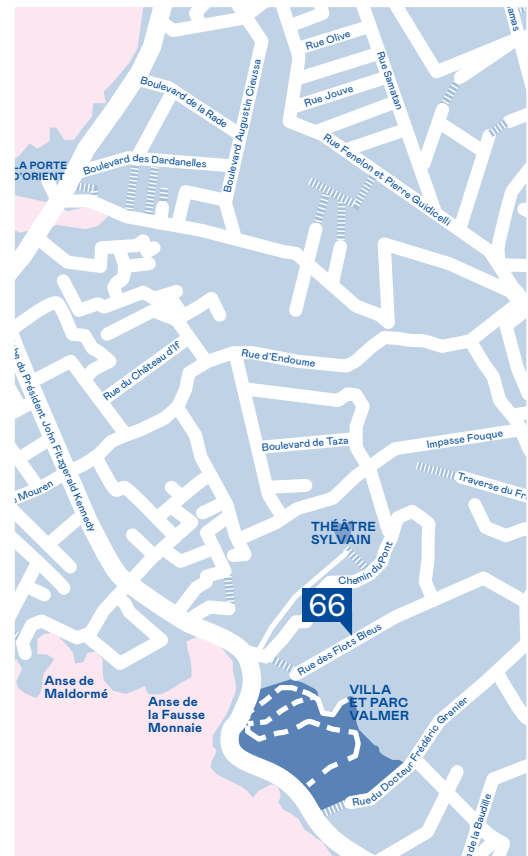 Rue Olive
Rue Samatan
Boulevard de la Rade
Rue Jouve
Boulevard Augustin Cieussa
LA PORTE
D'ORIENT
Boulevard des Dardanelles
Rue Fenelon et Pierre Guidicelli
Rue du Château d'If
Rue d'Endoume
du Président John Fitzgerald Kennedy
Boulevard de Taza
Impasse Fouque
Mouren
Traverse du Fr
THÉÂTRE
SYLVAIN
Chemin du Pont
66
Rue des Flots Bleus
Anse de
Maldormé
Anse de
la Fausse
Monnaie
VILLA
ET PARC
VALMER
Rue du Docteur Frédéric Granier
de la Baudille